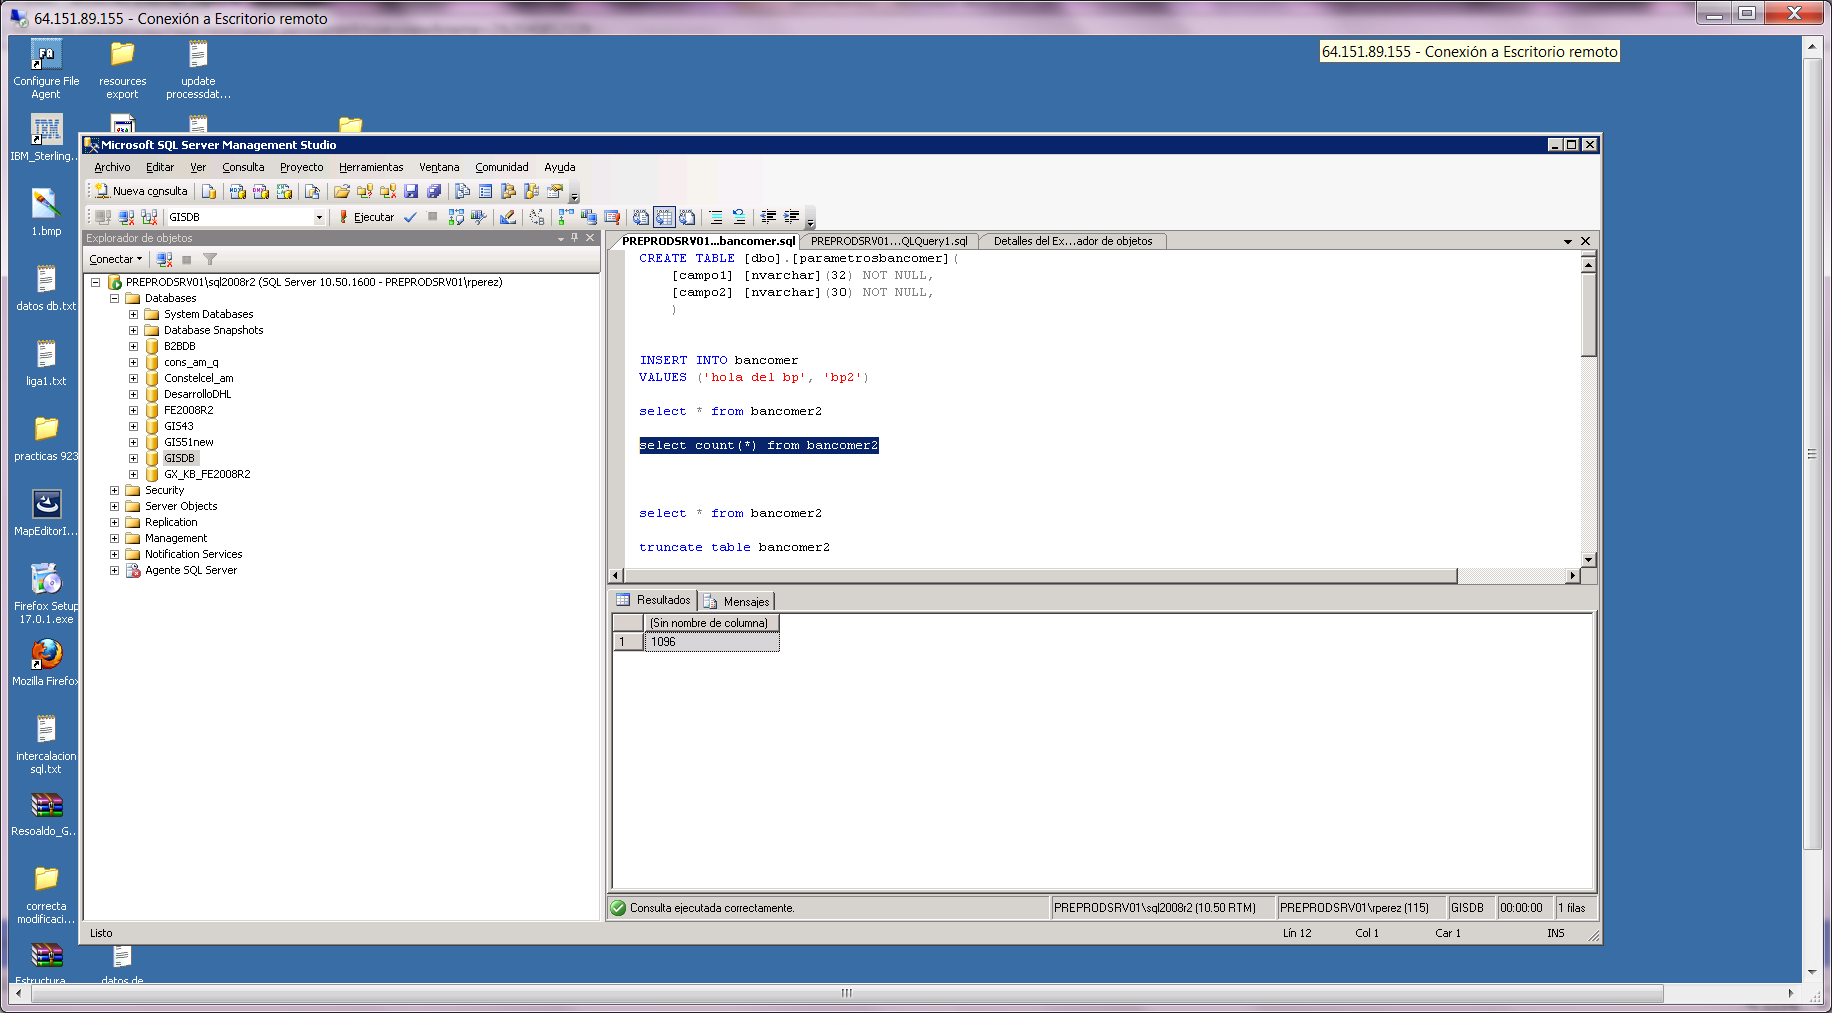 64.151.89.155 - Conexión a Escritorio remoto
64.151.89.155 - Conexión a Escritorio remoto
Configure File
Agent
resources
export
update
processdat...
IBM_Sterling...
1.bmp
datos db.txt
liga1.txt
practicas 923
MapEditorI...
Firefox Setup
17.0.1.exe
Mozilla Firefox
intercalacion
sql.txt
Resoaldo_G...
correcta
modificaci...
Estructura
datos de
Microsoft SQL Server Management Studio
Archivo Editar Ver Consulta Proyecto Herramientas Ventana Comunidad Ayuda
Nueva consulta
GISDB Ejecutar
Explorador de objetos
Conectar
PREPRODSRV01\sql2008r2 (SQL Server 10.50.1600 - PREPRODSRV01\rperez)
Databases
System Databases
Database Snapshots
B2BDB
cons_am_q
Constelcel_am
DesarrolloDHL
FE2008R2
GIS43
GIS51new
GISDB
GX_KB_FE2008R2
Security
Server Objects
Replication
Management
Notification Services
Agente SQL Server
PREPRODSRV01...bancomer.sql PREPRODSRV01...QLQuery1.sql Detalles del Ex...ador de objetos
CREATE TABLE [dbo].[parametrosbancomer](
[campo1] [nvarchar](32) NOT NULL,
[campo2] [nvarchar](30) NOT NULL,
)
INSERT INTO bancomer
VALUES ('hola del bp', 'bp2')
select * from bancomer2
select count(*) from bancomer2
select * from bancomer2
truncate table bancomer2
Resultados Mensajes
(Sin nombre de columna)
1 1096
Consulta ejecutada correctamente. PREPRODSRV01\sql2008r2 (10.50 RTM) PREPRODSRV01\rperez (115) GISDB 00:00:00 1 filas
Listo Lín 12 Col 1 Car 1 INS